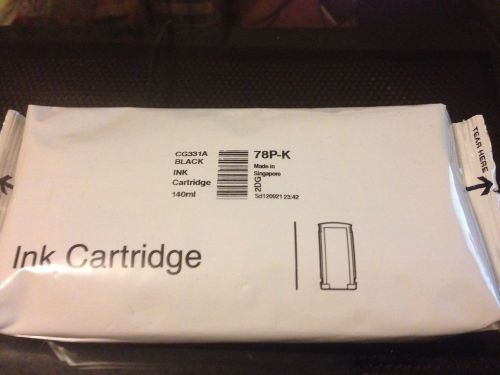 CG331A
BLACK
INK
Cartridge
140ml
78P-K
Made in
Singapore
2DG
Sd120921 23:42
Ink Cartridge
TEAR HERE